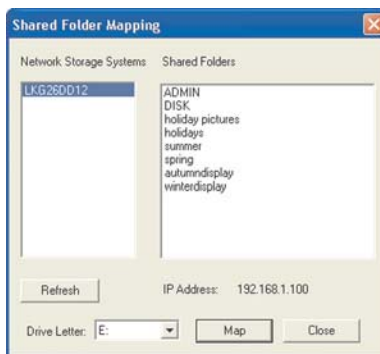 Shared Folder Mapping
Network Storage Systems
Shared Folders
LKG26DD12
ADMIN
DISK
holiday pictures
holidays
summer
spring
autumndisplay
winterdisplay
Refresh
IP Address: 192.168.1.100
Drive Letter: E:
Map
Close